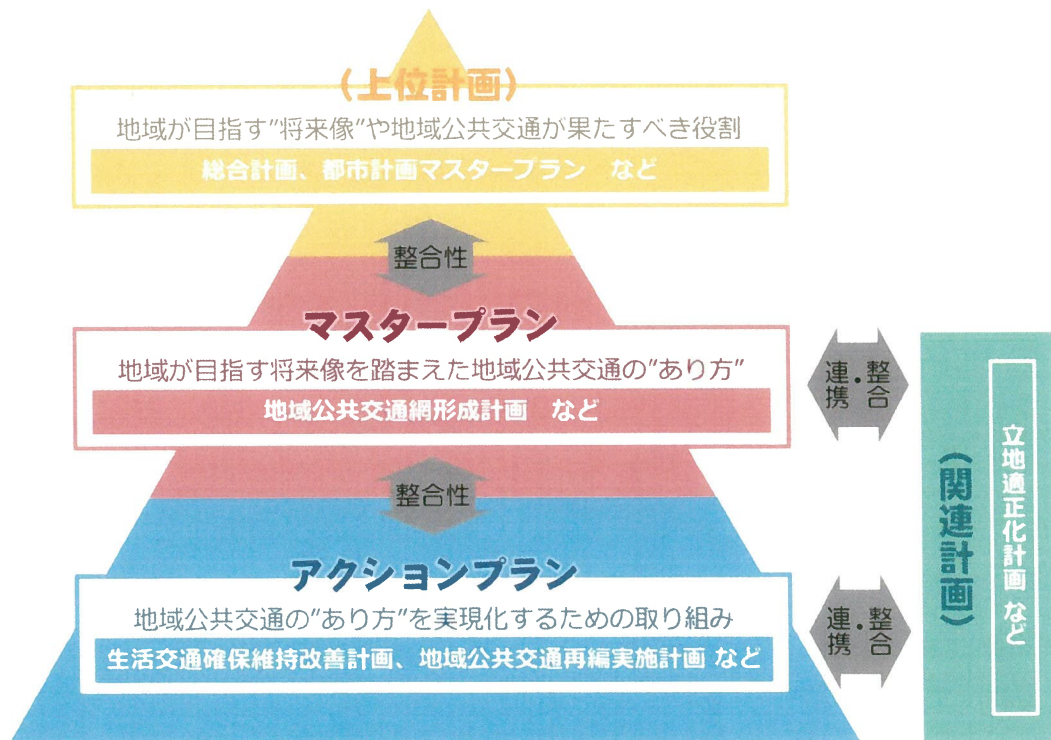 (上位計画)
地域が目指す"将来像"や地域公共交通が果たすべき役割
総合計画、都市計画マスタープラン など
整合性
マスタープラン
地域が目指す将来像を踏まえた地域公共交通の"あり方"
地域公共交通網形成計画 など
連携・整合
整合性
アクションプラン
地域公共交通の"あり方"を実現化するための取り組み
生活交通確保維持改善計画、地域公共交通再編実施計画 など
連携・整合
(関連計画)
立地適正化計画 など